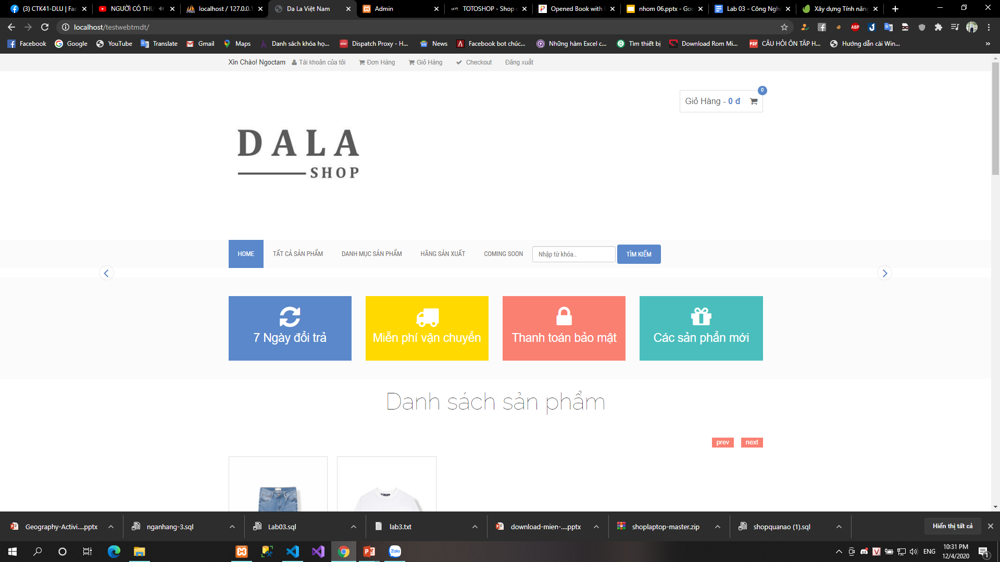 (3) CTK41-DLU | Fac
NGƯỜI CÓ THU
localhost / 127.0.0.1
Da La Việt Nam
Admin
TOTOSHOP - Shop
Opened Book with
nhom 06.pptx - Goo
Lab 03 - Công Ngh
Xây dựng Tính năng
localhost/testwebtmdt/
Facebook
Google
YouTube
Translate
Gmail
Maps
Danh sách khóa họ...
Dispatch Proxy - H...
News
Facebook bot chúc...
Những hàm Excel c...
Tìm thiết bị
Download Rom Mi...
CÂU HỎI ÔN TẬP H...
Hướng dẫn cài Win...
»
Xin Chào! Ngoctam
Tài khoản của tôi
Đơn Hàng
Giỏ Hàng
Checkout
Đăng xuất
0
Giỏ Hàng - 0 đ
DALA
SHOP
HOME
TẤT CẢ SẢN PHẨM
DANH MỤC SẢN PHẨM
HÃNG SẢN XUẤT
COMING SOON
Nhập từ khóa..
TÌM KIẾM
7 Ngày đổi trả
Miễn phí vận chuyển
Thanh toán bảo mật
Các sản phẩn mới
Danh sách sản phẩm
prev
next
Geography-Activi....pptx
nganhang-3.sql
Lab03.sql
lab3.txt
download-mien-....pptx
shoplaptop-master.zip
shopquanao (1).sql
Hiển thị tất cả
ENG
10:31 PM
12/4/2020
1